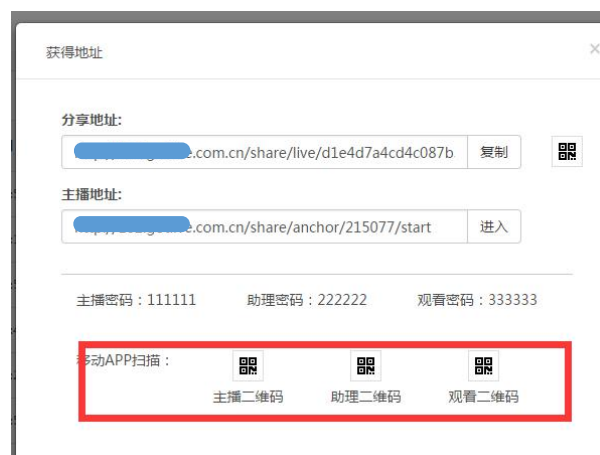 获得地址
×
分享地址:
.com.cn/share/live/d1e4d7a4cd4c087b 复制
主播地址:
.com.cn/share/anchor/215077/start 进入
主播密码：111111 助理密码：222222 观看密码：333333
移动APP扫描：
主播二维码 助理二维码 观看二维码